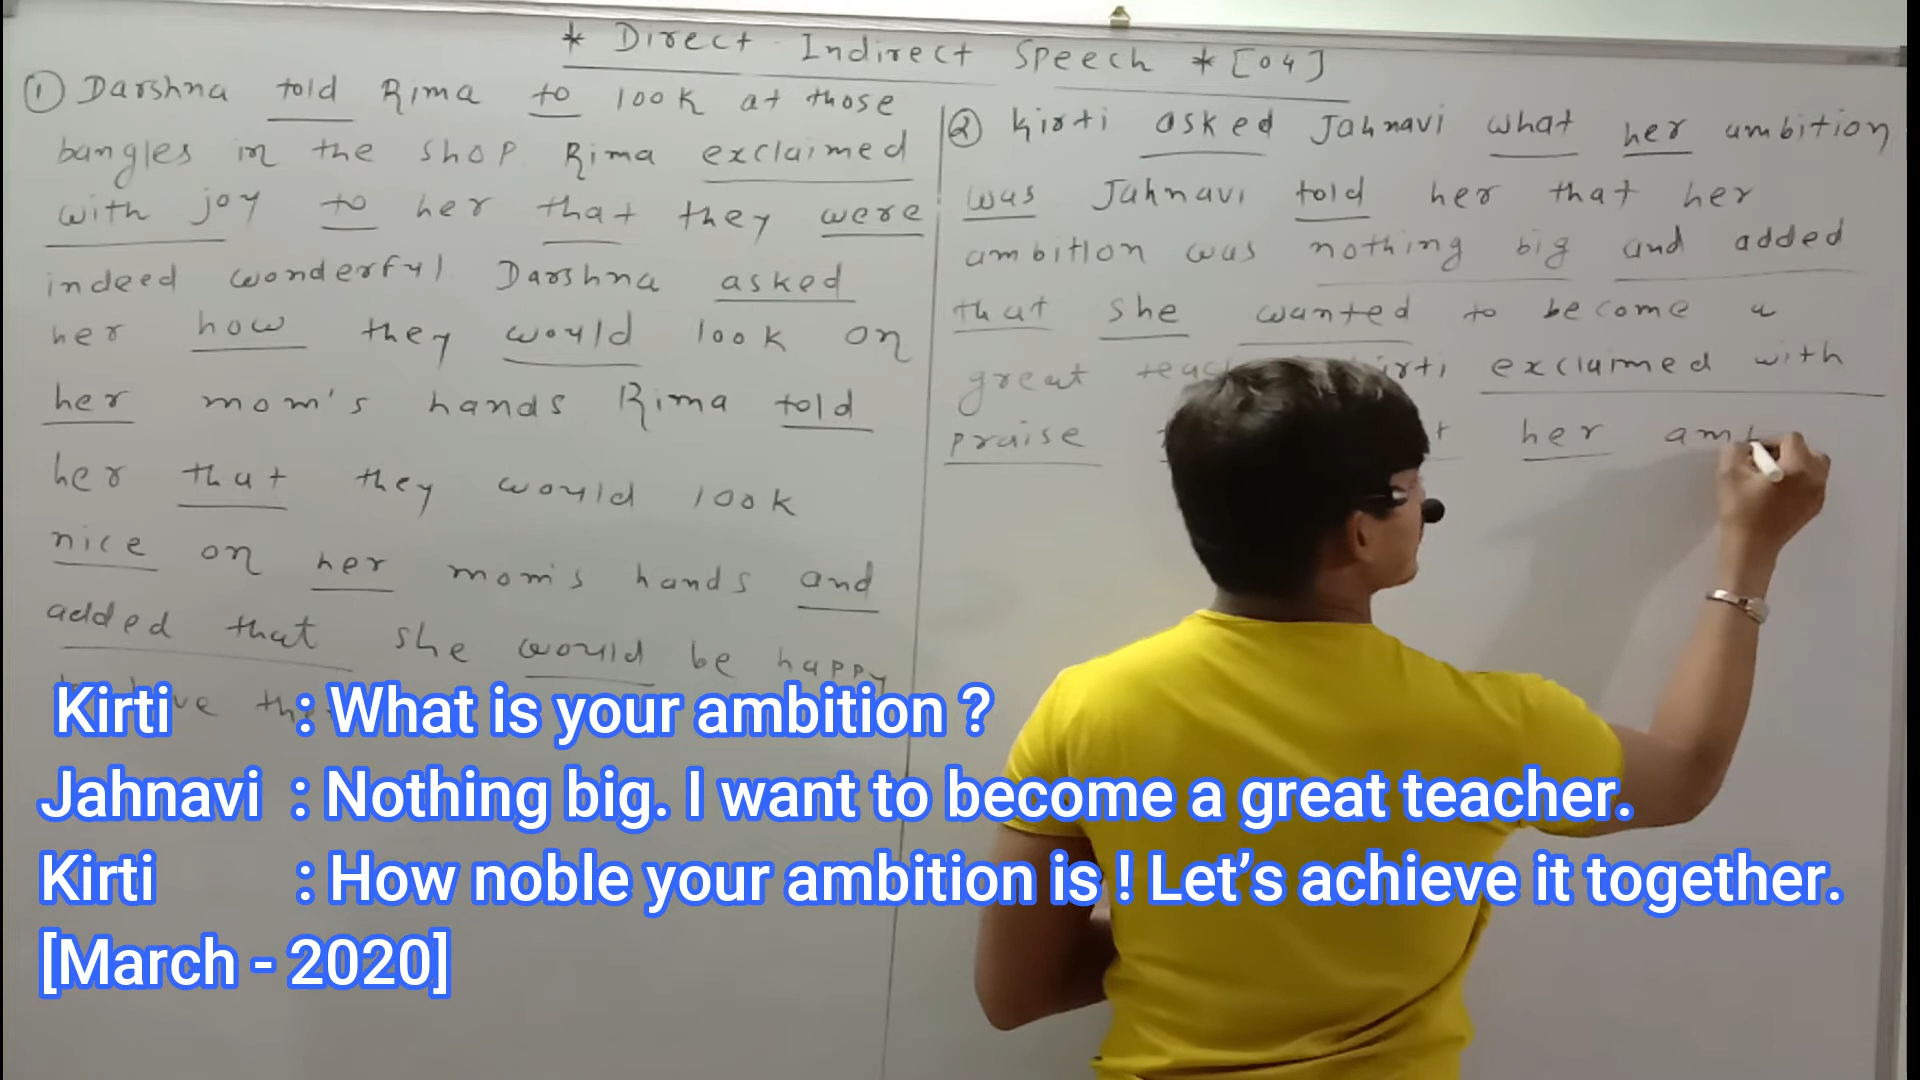 * Direct Indirect Speech * [04]
① Darshna told Rima to look at those
bangles in the shop. Rima exclaimed
with joy to her that they were
indeed wonderful. Darshna asked
her how they would look on
her mom's hands Rima told
her that they would look
nice on her mom's hands and
added that she would be happy
② Kirti asked Jahnavi what her ambition
was Jahnavi told her that her
ambition was nothing big and added
that she wanted to become a
great exclaimed with
praise her
Kirti : What is your ambition ?
Jahnavi : Nothing big. I want to become a great teacher.
Kirti : How noble your ambition is ! Let’s achieve it together.
[March - 2020]